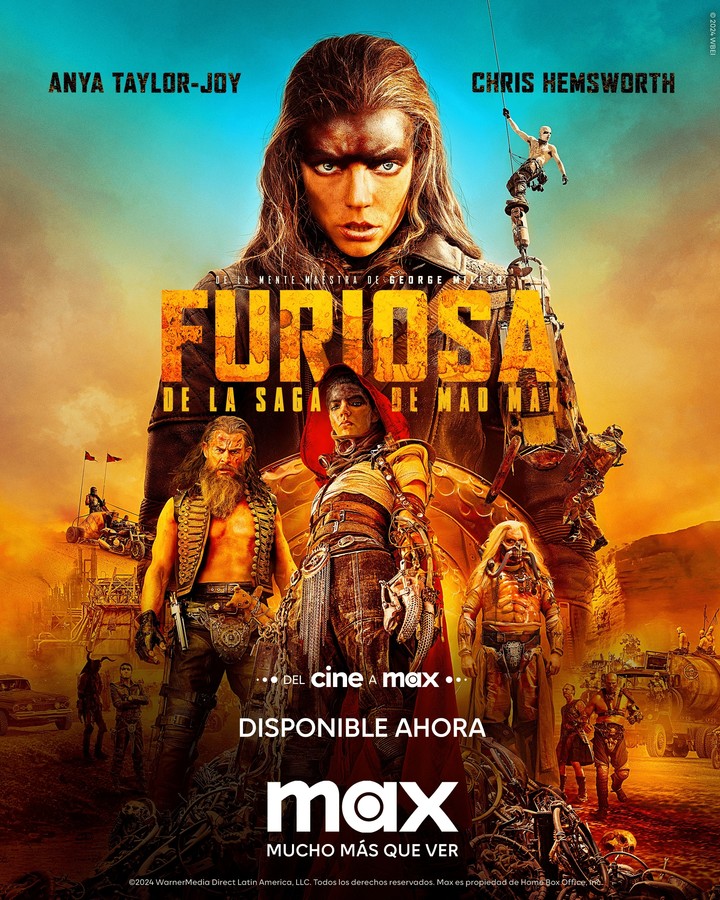 © 2024 WBEI
ANYA TAYLOR-JOY
CHRIS HEMSWORTH
DE LA MENTE MAESTRA DE GEORGE MILLER
FURIOSA
DE LA SAGA DE MAD MAX
DEL cine A max
DISPONIBLE AHORA
max
MUCHO MÁS QUE VER
©2024 WarnerMedia Direct Latin America, LLC. Todos los derechos reservados. Max es propiedad de Home Box Office, Inc.